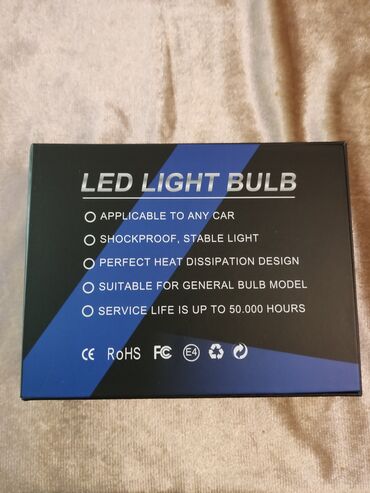 LED LIGHT BULB
APPLICABLE TO ANY CAR
SHOCKPROOF, STABLE LIGHT
PERFECT HEAT DISSIPATION DESIGN
SUITABLE FOR GENERAL BULB MODEL
SERVICE LIFE IS UP TO 50.000 HOURS
CE RoHS FC E4